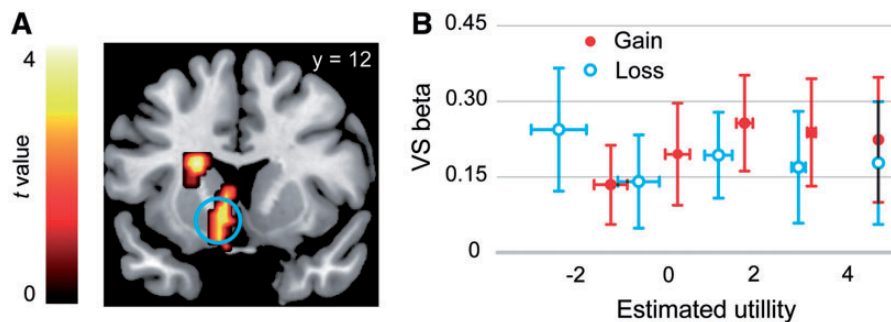 A
4
t value
0
y = 12
B
0.45
0.30
0.15
0
VS beta
Gain
Loss
-2 0 2 4
Estimated utillity